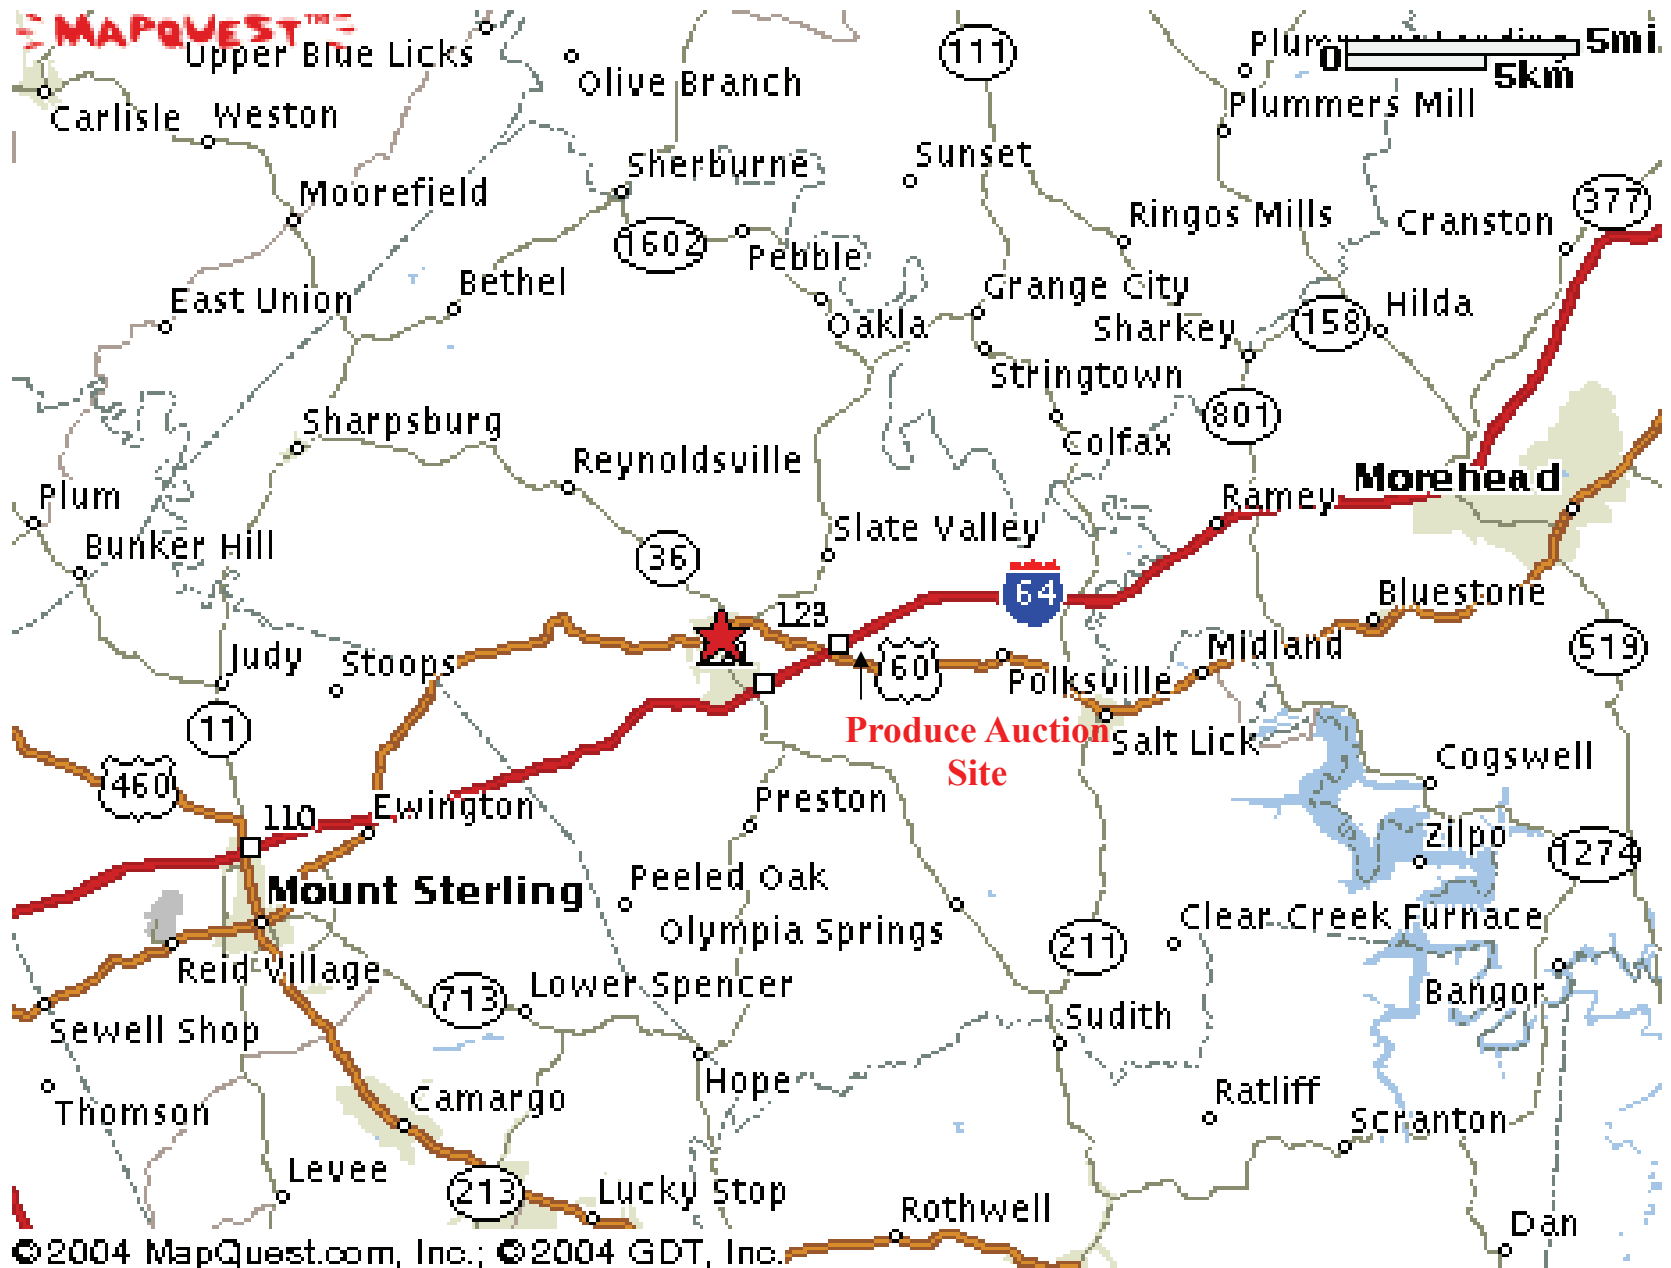 MAPQUEST™
Upper Blue Licks
Olive Branch
111
0
5mi
5km
Carlisle
Weston
Plummers Mill
Sherburne
Sunset
Moorefield
Ringos Mills
Cranston
377
1602
Pebble
East Union
Bethel
Grange City
Oakla
Sharkey
158
Hilda
Stringtown
Sharpsburg
801
Colfax
Reynoldsville
Morehead
Plum
Ramey
Bunker Hill
Slate Valley
36
64
123
Bluestone
Judy
Stoops
60
Polksville
Midland
519
11
Produce Auction
Site
Salt Lick
460
Cogswell
110
Ewington
Preston
Zilpo
1274
Mount Sterling
Peeled Oak
Olympia Springs
211
Clear Creek Furnace
Reid Village
713
Lower Spencer
Bangor
Sewell Shop
Sudith
Thomson
Camargo
Hope
Ratliff
Scranton
Levee
213
Lucky Stop
Rothwell
Dan
©2004 MapQuest.com, Inc.; ©2004 GDT, Inc.